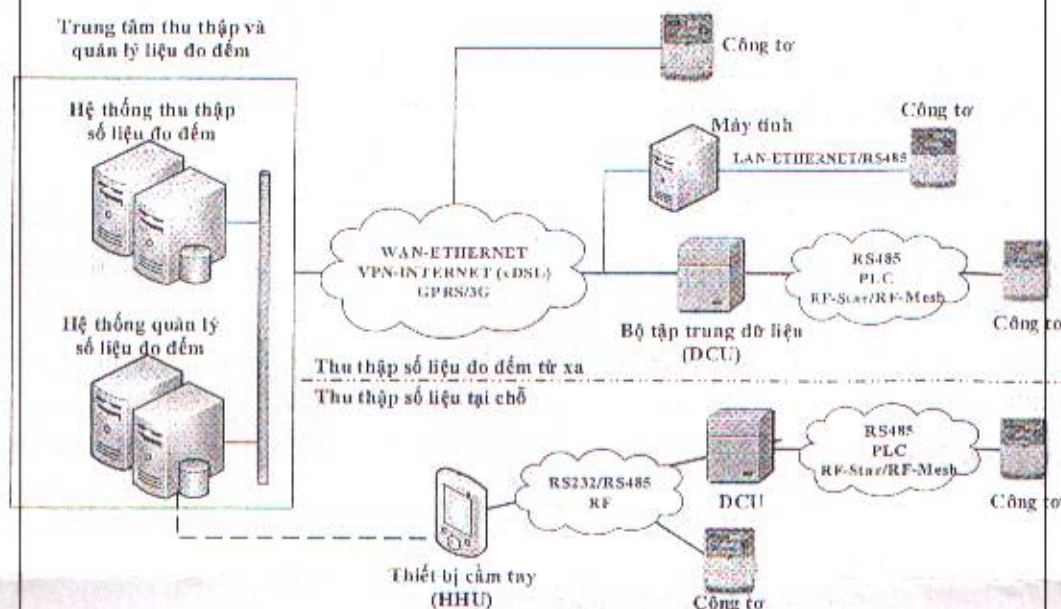 Trung tâm thu thập và
quản lý liệu đo đếm
Hệ thống thu thập
số liệu đo đếm
Hệ thống quản lý
số liệu đo đếm
WAN-ETHERNET
VPN-INTERNET (xDSL)
GPRS/3G
Công tơ
Máy tính
LAN-ETHERNET/RS485
Công tơ
Bộ tập trung dữ liệu
(DCU)
RS485
PLC
RF-Star/RF-Mesh
Công tơ
Thu thập số liệu đo đếm từ xa
Thu thập số liệu tại chỗ
Thiết bị cầm tay
(HHU)
RS232/RS485
RF
DCU
RS485
PLC
RF-Star/RF-Mesh
Công tơ
Công tơ